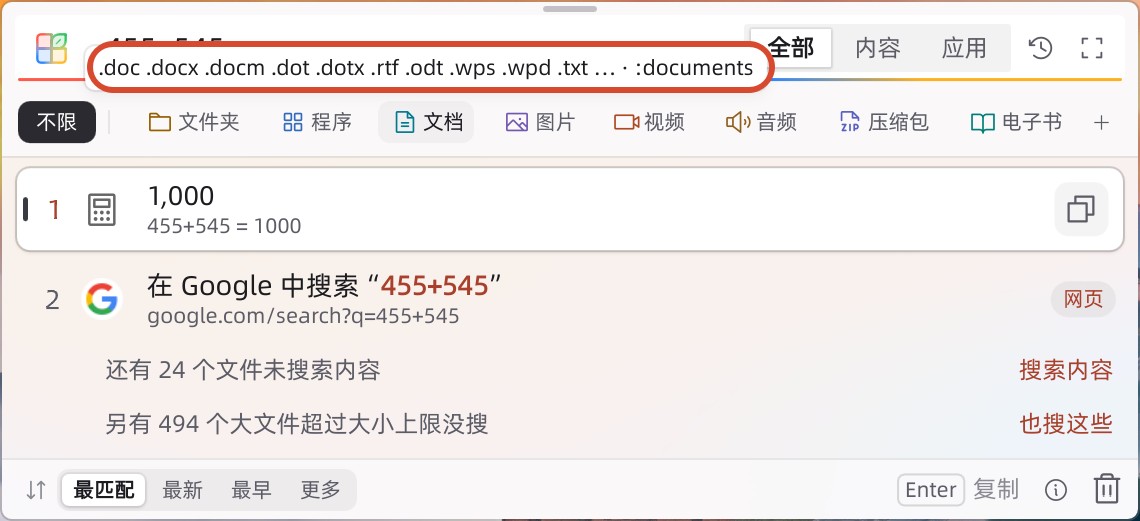 455+545
全部 内容 应用
.doc .docx .docm .dot .dotx .rtf .odt .wps .wpd .txt ... · :documents
不限 文件夹 程序 文档 图片 视频 音频 ZIP 压缩包 电子书 +
1 1,000
455+545 = 1000
2 在 Google 中搜索 “455+545”
google.com/search?q=455+545
网页
还有 24 个文件未搜索内容 搜索内容
另有 494 个大文件超过大小上限没搜 也搜这些
最匹配 最新 最早 更多 Enter 复制